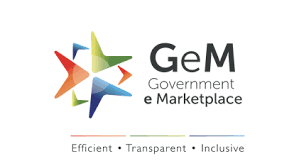 GeM
Government
e Marketplace
Efficient • Transparent • Inclusive